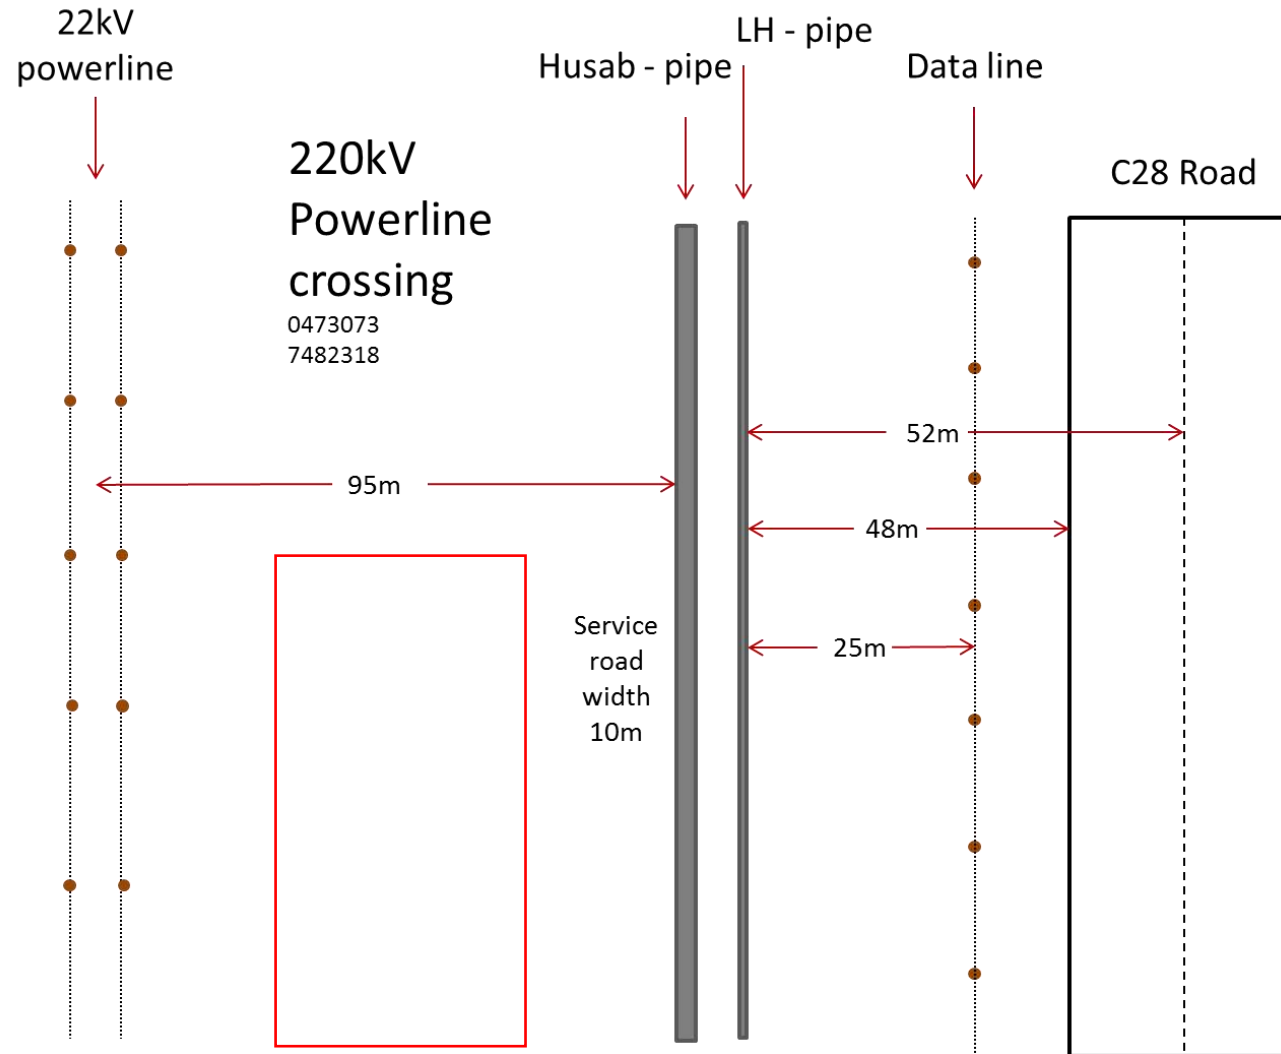 22kV
powerline
Husab - pipe
LH - pipe
Data line
C28 Road
220kV
Powerline
crossing
0473073
7482318
52m
95m
48m
Service
road
width
10m
25m